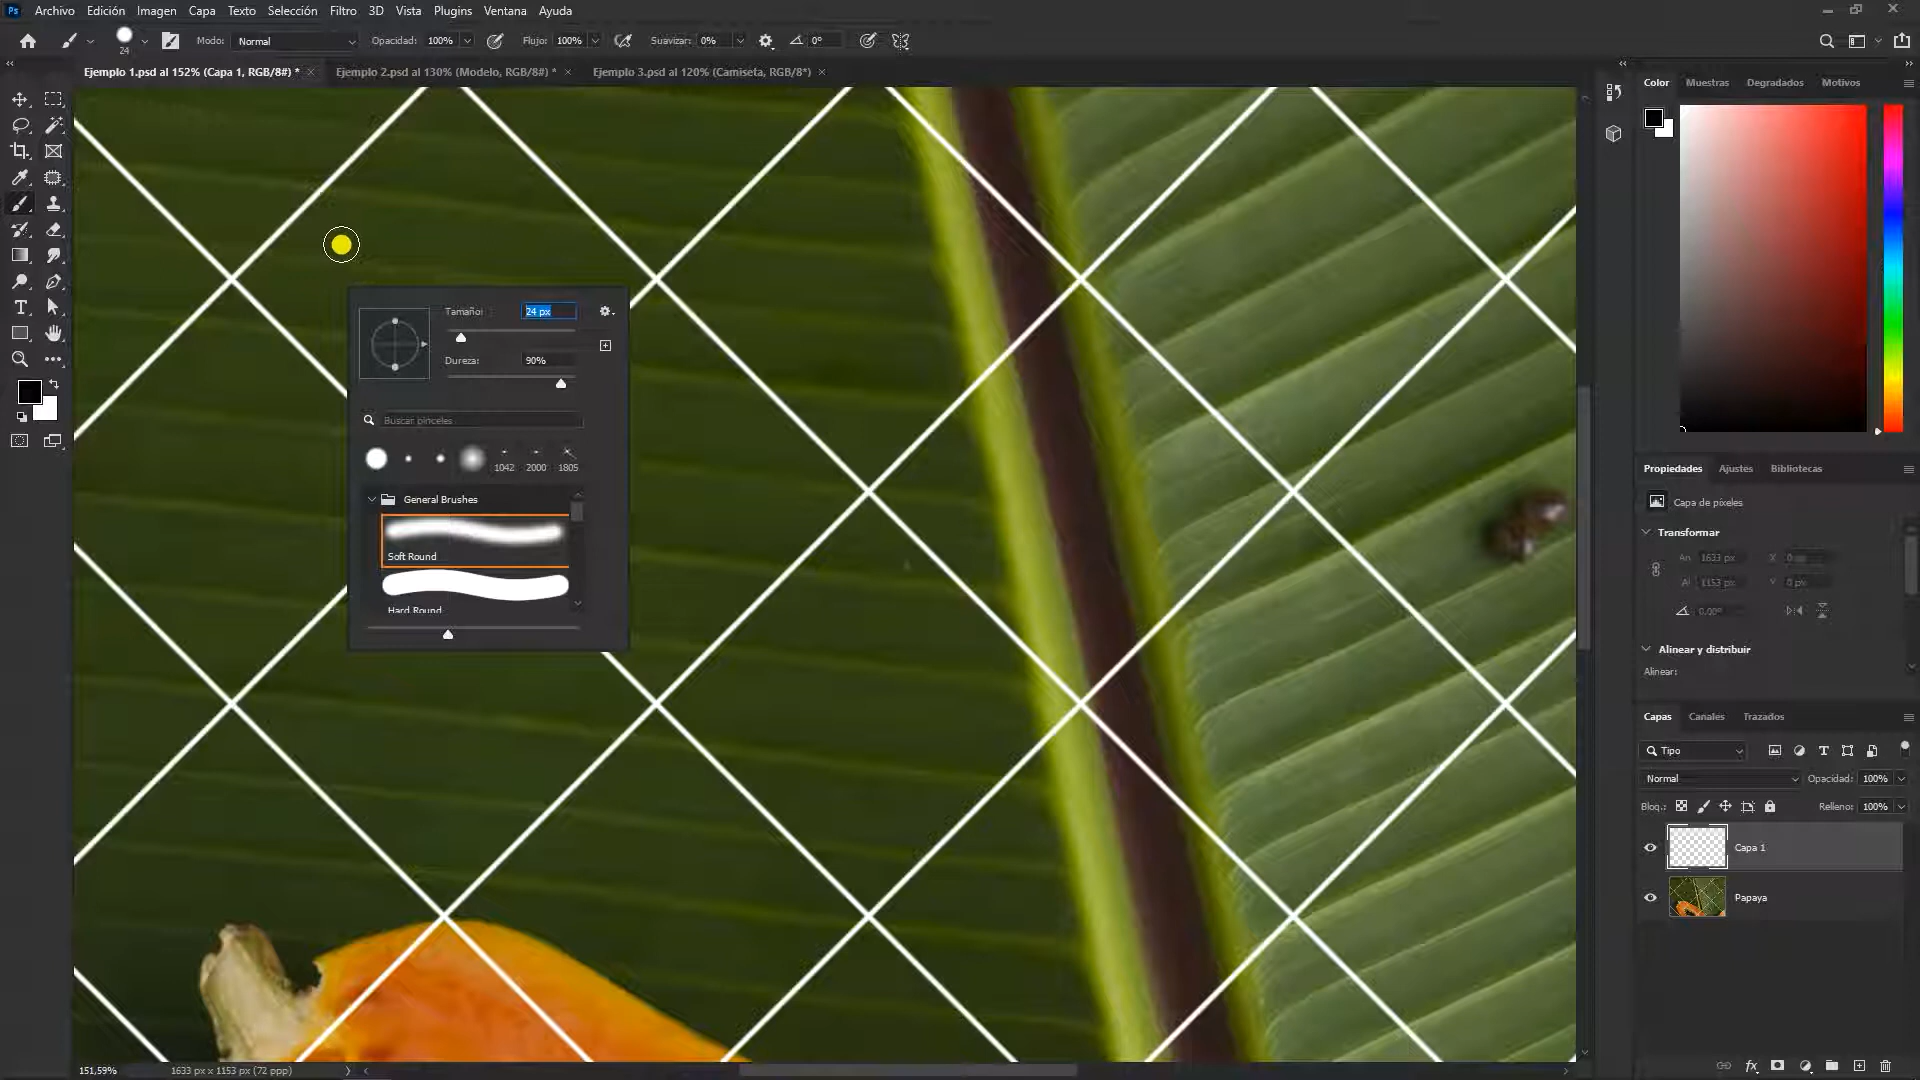 Ps Archivo Edición Imagen Capa Texto Selección Filtro 3D Vista Plugins Ventana Ayuda
24 Modo: Normal Opacidad: 100% Flujo: 100% Suavizar: 0% 0°
Ejemplo 1.psd al 152% (Capa 1, RGB/8#) * Ejemplo 2.psd al 130% (Modelo, RGB/8#) * Ejemplo 3.psd al 120% (Camiseta, RGB/8*)
Color Muestras Degradados Motivos
Tamaño: 24 px
Dureza: 90%
Buscar pinceles
1042 2000 1805
General Brushes
Soft Round
Hard Round
Propiedades Ajustes Bibliotecas
Capa de píxeles
Transformar
An 1633 px X 0
Al 1153 px Y 0 px
0,00°
Alinear y distribuir
Alinear:
Capas Canales Trazados
Tipo
Normal Opacidad: 100%
Bloq.: Relleno: 100%
Capa 1
Papaya
151,59% 1633 px x 1153 px (72 ppp)